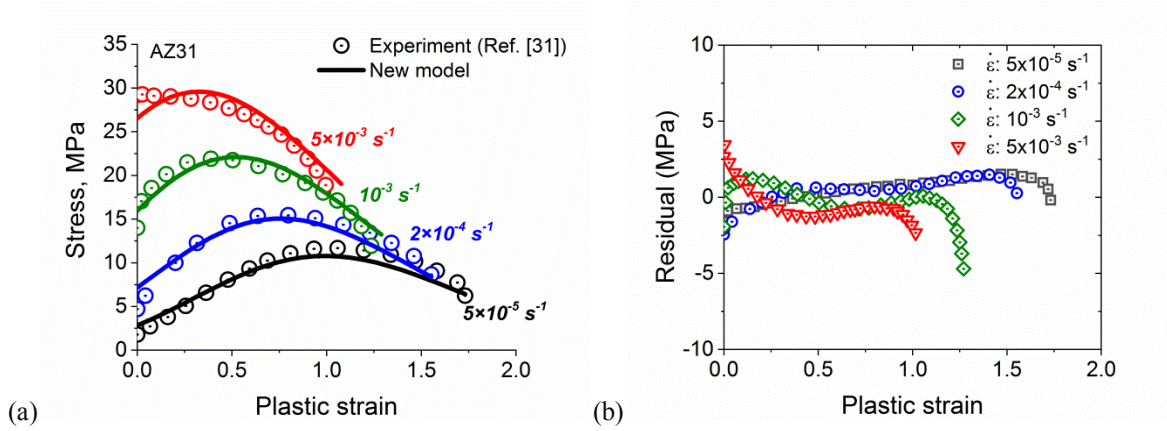 AZ31
Experiment (Ref. [31])
New model
5×10⁻³ s⁻¹
10⁻³ s⁻¹
2×10⁻⁴ s⁻¹
5×10⁻⁵ s⁻¹
Stress, MPa
35
30
25
20
15
10
5
0
0.0 0.5 1.0 1.5 2.0
Plastic strain
(a)
ε̇: 5x10⁻⁵ s⁻¹
ε̇: 2x10⁻⁴ s⁻¹
ε̇: 10⁻³ s⁻¹
ε̇: 5x10⁻³ s⁻¹
Residual (MPa)
10
5
0
-5
-10
0.0 0.5 1.0 1.5 2.0
Plastic strain
(b)